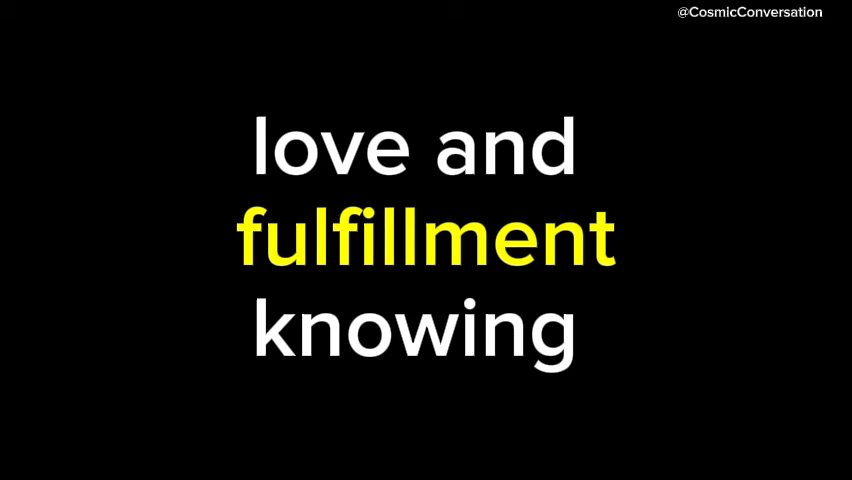 @CosmicConversation
love and
fulfillment
knowing